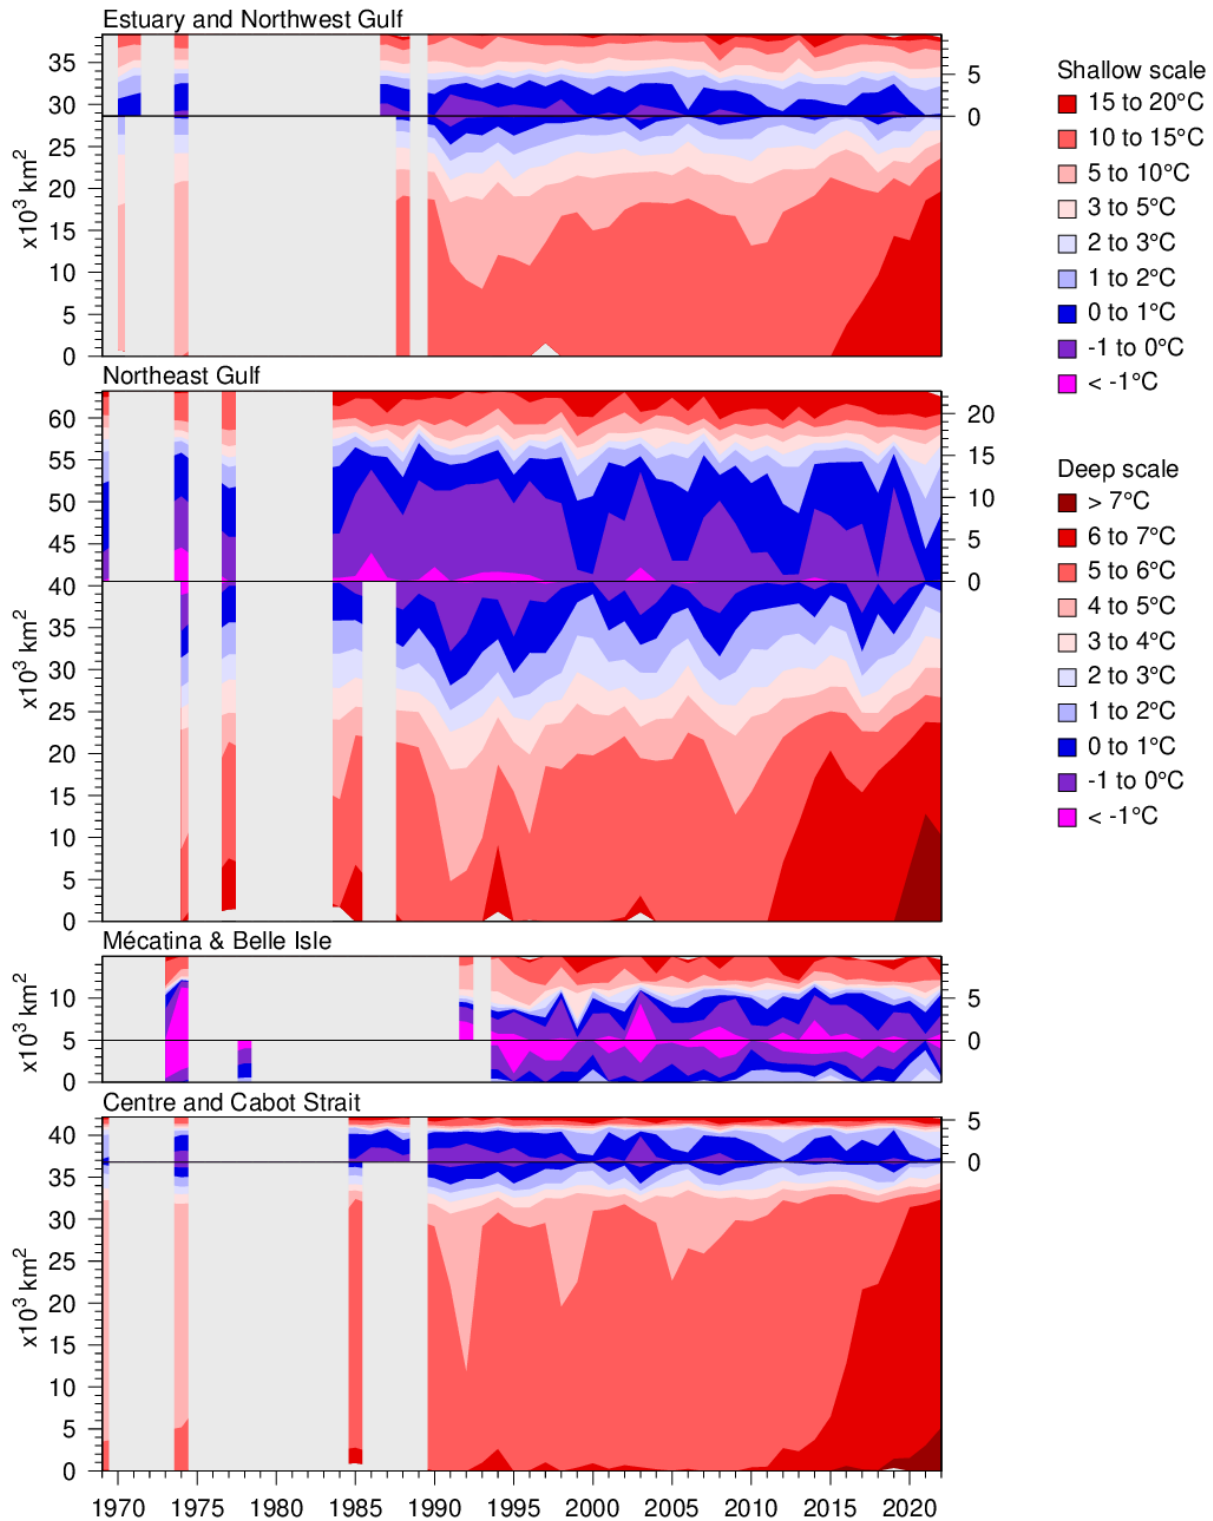 Estuary and Northwest Gulf
35
30
25
20
15
10
5
0
5
0
x10³ km²
Northeast Gulf
60
55
50
45
40
35
30
25
20
15
10
5
0
20
15
10
5
0
x10³ km²
Mécatina & Belle Isle
10
5
0
5
0
x10³ km²
Centre and Cabot Strait
40
35
30
25
20
15
10
5
0
5
0
x10³ km²
1970 1975 1980 1985 1990 1995 2000 2005 2010 2015 2020
Shallow scale
15 to 20°C
10 to 15°C
5 to 10°C
3 to 5°C
2 to 3°C
1 to 2°C
0 to 1°C
-1 to 0°C
< -1°C
Deep scale
> 7°C
6 to 7°C
5 to 6°C
4 to 5°C
3 to 4°C
2 to 3°C
1 to 2°C
0 to 1°C
-1 to 0°C
< -1°C